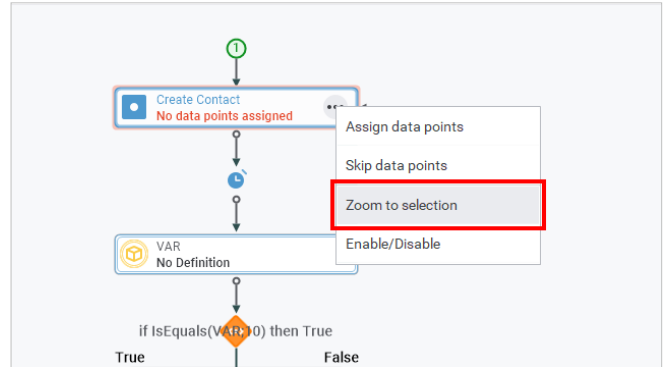 1
Create Contact
No data points assigned
Assign data points
Skip data points
Zoom to selection
Enable/Disable
VAR
No Definition
if IsEquals(VAR;10) then True
True
False